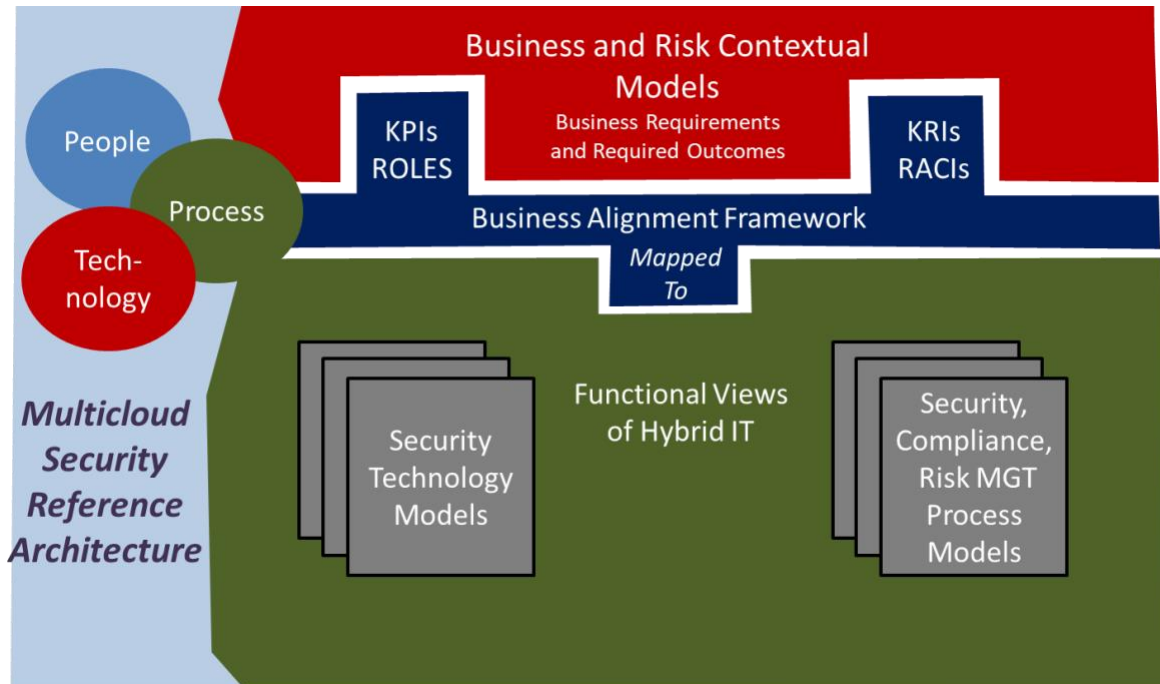 Business and Risk Contextual
Models
Business Requirements
and Required Outcomes
KPIs
ROLES
KRIs
RACIs
People
Process
Tech-
nology
Business Alignment Framework
Mapped
To
Multicloud
Security
Reference
Architecture
Functional Views
of Hybrid IT
Security
Technology
Models
Security,
Compliance,
Risk MGT
Process
Models